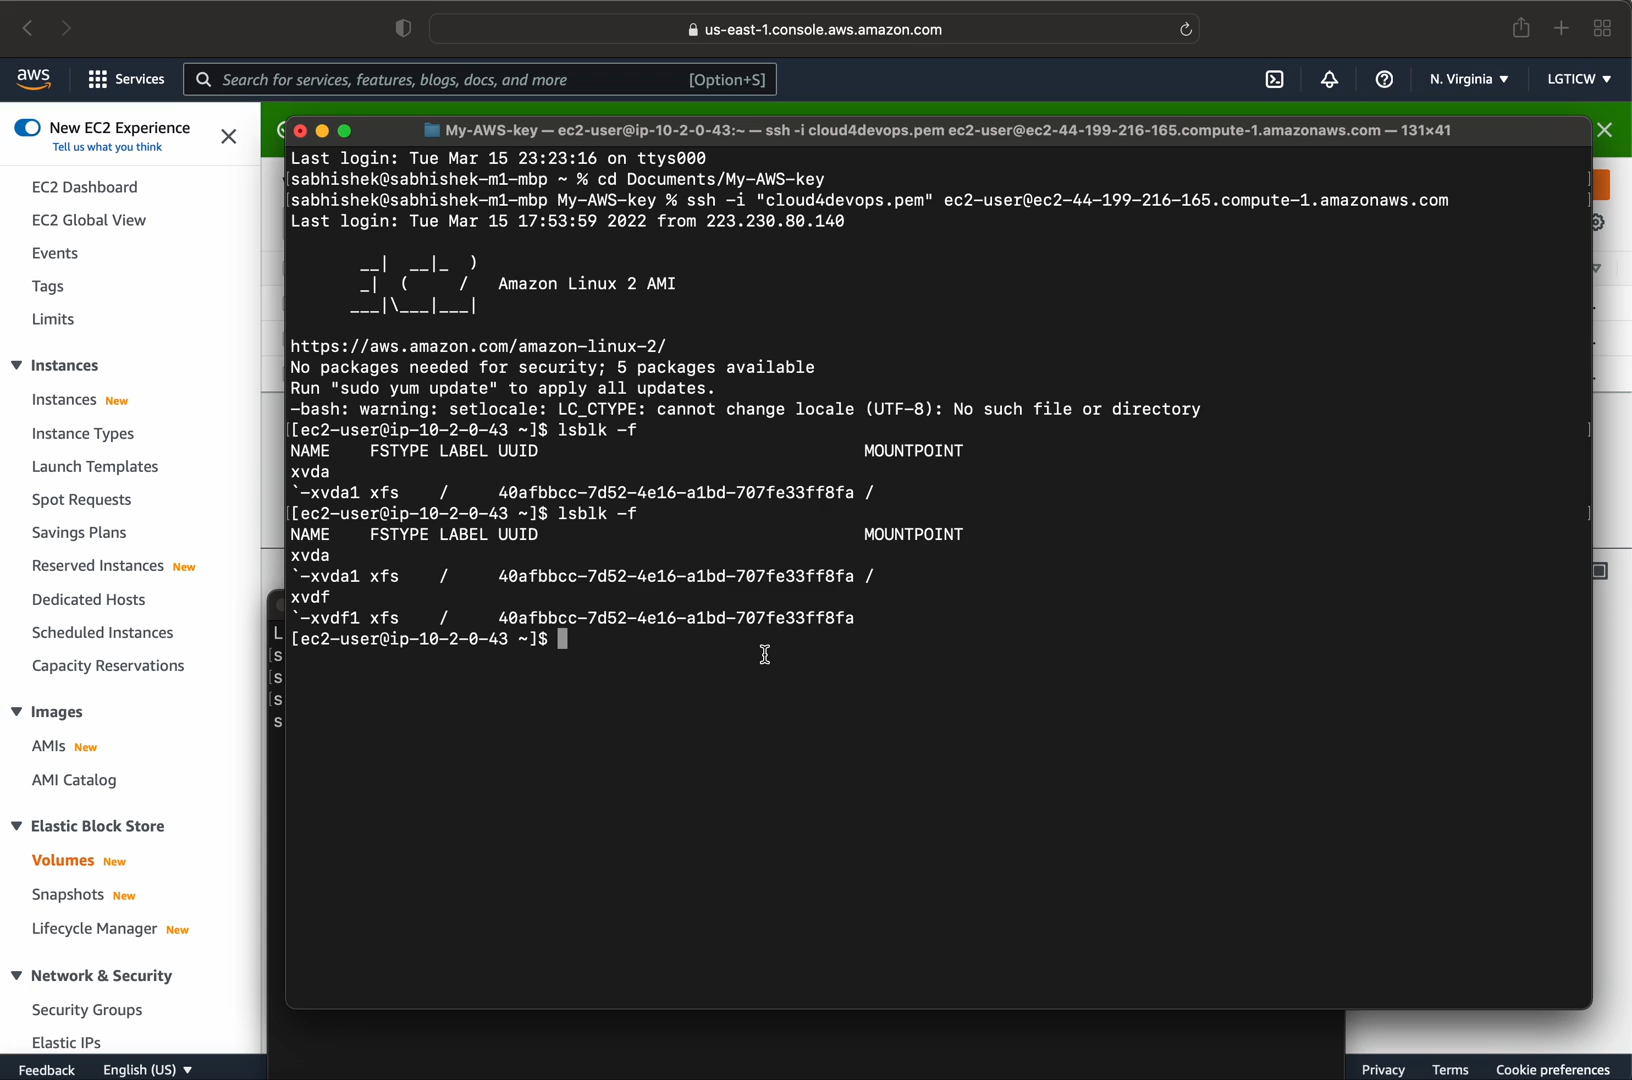 us-east-1.console.aws.amazon.com
aws
Services
Search for services, features, blogs, docs, and more
[Option+S]
N. Virginia ▼
LGTICW ▼
New EC2 Experience
Tell us what you think
EC2 Dashboard
EC2 Global View
Events
Tags
Limits
▼ Instances
Instances New
Instance Types
Launch Templates
Spot Requests
Savings Plans
Reserved Instances New
Dedicated Hosts
Scheduled Instances
Capacity Reservations
▼ Images
AMIs New
AMI Catalog
▼ Elastic Block Store
Volumes New
Snapshots New
Lifecycle Manager New
▼ Network & Security
Security Groups
Elastic IPs
My-AWS-key — ec2-user@ip-10-2-0-43:~ — ssh -i cloud4devops.pem ec2-user@ec2-44-199-216-165.compute-1.amazonaws.com — 131×41
Last login: Tue Mar 15 23:23:16 on ttys000
[sabhishek@sabhishek-m1-mbp ~ % cd Documents/My-AWS-key ]
[sabhishek@sabhishek-m1-mbp My-AWS-key % ssh -i "cloud4devops.pem" ec2-user@ec2-44-199-216-165.compute-1.amazonaws.com ]
Last login: Tue Mar 15 17:53:59 2022 from 223.230.80.140
__|  __|_  )
_|  (     /   Amazon Linux 2 AMI
___|\___|___|
https://aws.amazon.com/amazon-linux-2/
No packages needed for security; 5 packages available
Run "sudo yum update" to apply all updates.
-bash: warning: setlocale: LC_CTYPE: cannot change locale (UTF-8): No such file or directory
[[ec2-user@ip-10-2-0-43 ~]$ lsblk -f ]
NAME    FSTYPE LABEL UUID                                 MOUNTPOINT
xvda
`-xvda1 xfs    /     40afbbcc-7d52-4e16-a1bd-707fe33ff8fa /
[[ec2-user@ip-10-2-0-43 ~]$ lsblk -f ]
NAME    FSTYPE LABEL UUID                                 MOUNTPOINT
xvda
`-xvda1 xfs    /     40afbbcc-7d52-4e16-a1bd-707fe33ff8fa /
xvdf
`-xvdf1 xfs    /     40afbbcc-7d52-4e16-a1bd-707fe33ff8fa
[ec2-user@ip-10-2-0-43 ~]$
L
[s
[s
[s
s
Feedback
English (US) ▼
Privacy
Terms
Cookie preferences